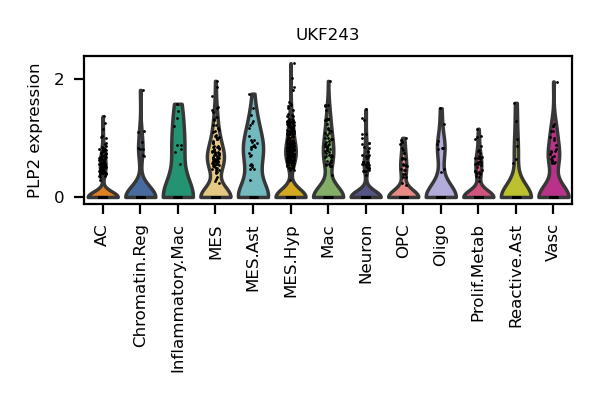 UKF243
PLP2 expression
2
0
AC
Chromatin.Reg
Inflammatory.Mac
MES
MES.Ast
MES.Hyp
Mac
Neuron
OPC
Oligo
Prolif.Metab
Reactive.Ast
Vasc